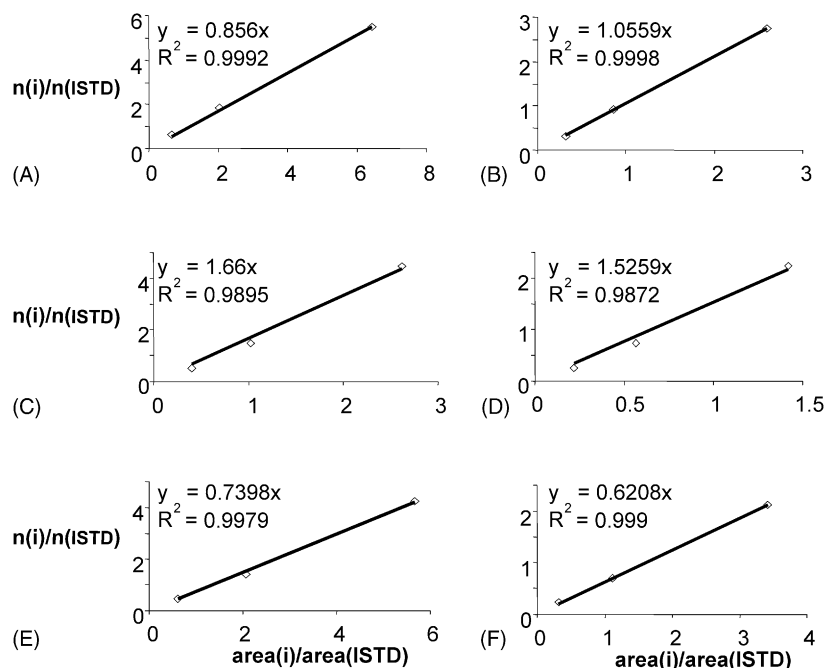 6
y = 0.856x
R² = 0.9992
4
n(i)/n(ISTD)
2
0
(A)
0 2 4 6 8
3
y = 1.0559x
R² = 0.9998
2
1
0
(B)
0 1 2 3
y = 1.66x
R² = 0.9895
4
n(i)/n(ISTD)
2
0
(C)
0 1 2 3
y = 1.5259x
R² = 0.9872
2
1
0
(D)
0 0.5 1 1.5
y = 0.7398x
R² = 0.9979
4
n(i)/n(ISTD)
2
0
(E)
0 2 4 6
area(i)/area(ISTD)
y = 0.6208x
R² = 0.999
2
1
0
(F)
0 1 2 3 4
area(i)/area(ISTD)